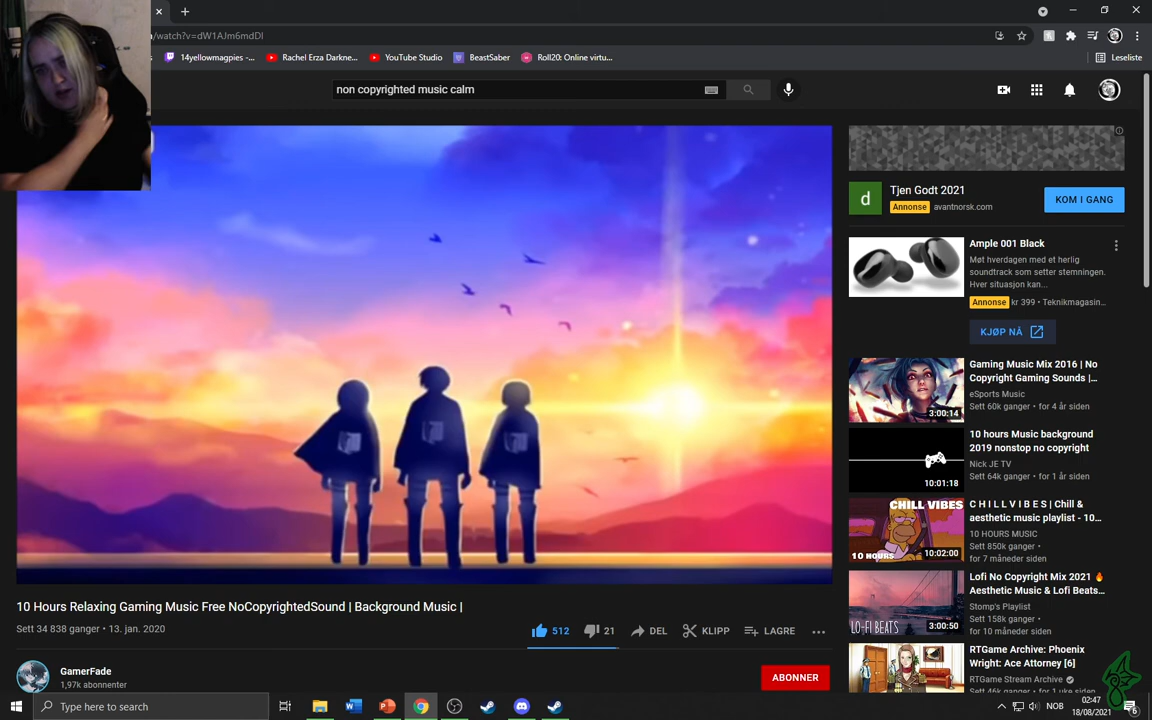 /watch?v=dW1AJm6mdDI
14yellowmagpies -...
Rachel Erza Darkne...
YouTube Studio
BeastSaber
Roll20: Online virtu...
Leseliste
non copyrighted music calm
Tjen Godt 2021
Annonse avantnorsk.com
KOM I GANG
Ample 001 Black
Møt hverdagen med et herlig
soundtrack som setter stemningen.
Hver situasjon kan...
Annonse kr 399 • Teknikmagasin...
KJØP NÅ
Gaming Music Mix 2016 | No
Copyright Gaming Sounds |...
eSports Music
Sett 60k ganger • for 4 år siden
3:00:14
10 hours Music background
2019 nonstop no copyright
Nick JE TV
Sett 64k ganger • for 1 år siden
10:01:18
CHILL VIBES
10 HOURS
10:02:00
C H I L L V I B E S | Chill &
aesthetic music playlist - 10...
10 HOURS MUSIC
Sett 850k ganger •
for 7 måneder siden
LO-FI BEATS
3:00:50
Lofi No Copyright Mix 2021 🔥
Aesthetic Music & Lofi Beats...
Stomp's Playlist
Sett 158k ganger •
for 10 måneder siden
RTGame Archive: Phoenix
Wright: Ace Attorney [6]
RTGame Stream Archive
10 Hours Relaxing Gaming Music Free NoCopyrightedSound | Background Music |
Sett 34 838 ganger • 13. jan. 2020
512
21
DEL
KLIPP
LAGRE
GamerFade
1,97k abonnenter
ABONNER
Type here to search
NOB
02:47
18/08/2021
6